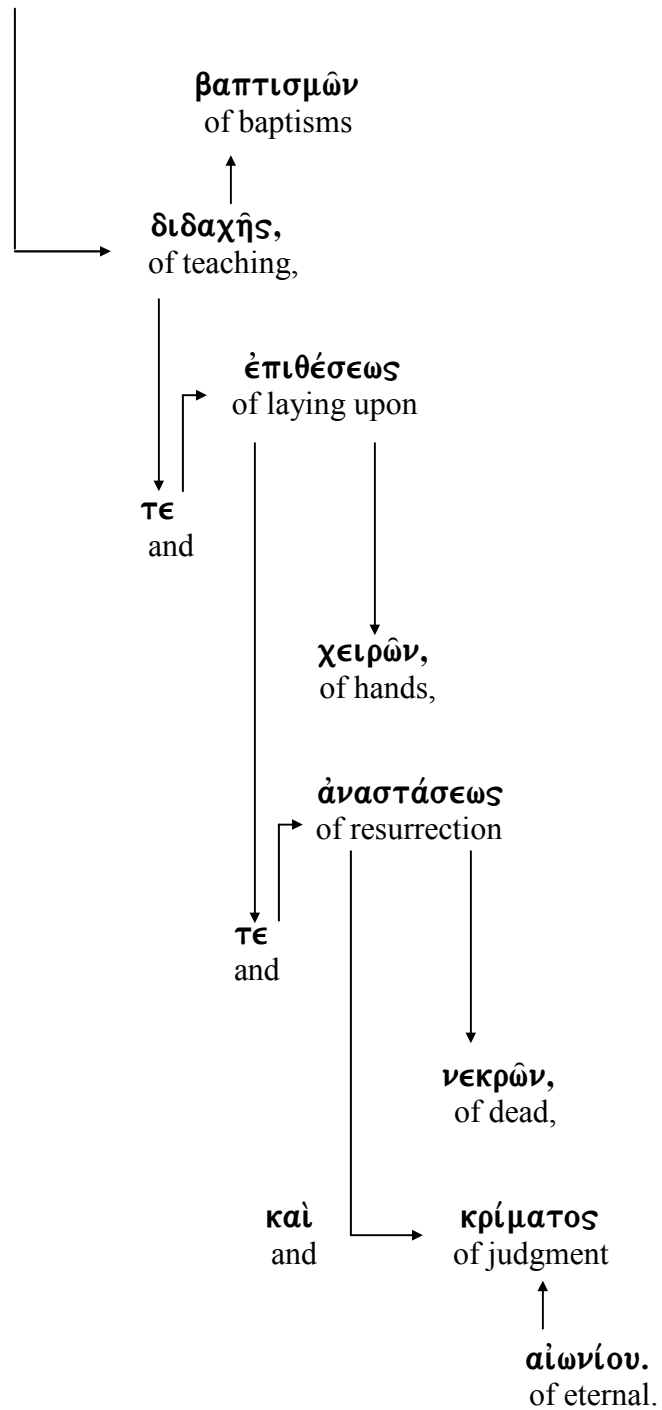 βαπτισμῶν
of baptisms
διδαχῆς,
of teaching,
ἐπιθέσεως
of laying upon
τε
and
χειρῶν,
of hands,
ἀναστάσεως
of resurrection
τε
and
νεκρῶν,
of dead,
καὶ κρίματος
and of judgment
αἰωνίου.
of eternal.